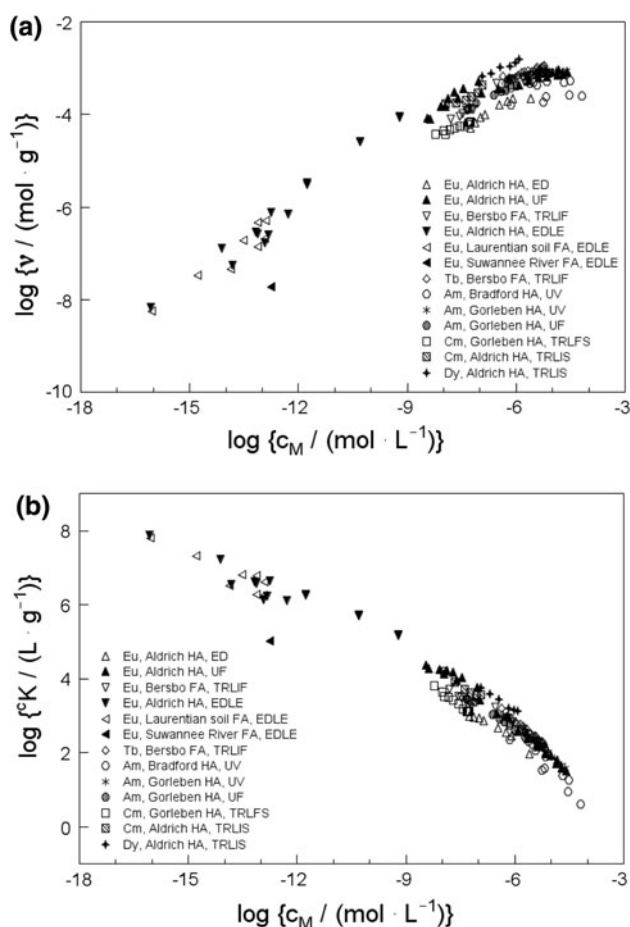 (a)
-2
-4
-6
-8
-10
log {ν / (mol · g⁻¹)}
Eu, Aldrich HA, ED
Eu, Aldrich HA, UF
Eu, Bersbo FA, TRLIF
Eu, Aldrich HA, EDLE
Eu, Laurentian soil FA, EDLE
Eu, Suwannee River FA, EDLE
Tb, Bersbo FA, TRLIF
Am, Bradford HA, UV
Am, Gorleben HA, UV
Am, Gorleben HA, UF
Cm, Gorleben HA, TRLFS
Cm, Aldrich HA, TRLIS
Dy, Aldrich HA, TRLIS
-18 -15 -12 -9 -6 -3
log {c_M / (mol · L⁻¹)}
(b)
8
6
4
2
0
log {ᶜK / (L · g⁻¹)}
Eu, Aldrich HA, ED
Eu, Aldrich HA, UF
Eu, Bersbo FA, TRLIF
Eu, Aldrich HA, EDLE
Eu, Laurentian soil FA, EDLE
Eu, Suwannee River FA, EDLE
Tb, Bersbo FA, TRLIF
Am, Bradford HA, UV
Am, Gorleben HA, UV
Am, Gorleben HA, UF
Cm, Gorleben HA, TRLFS
Cm, Aldrich HA, TRLIS
Dy, Aldrich HA, TRLIS
-18 -15 -12 -9 -6 -3
log {c_M / (mol · L⁻¹)}